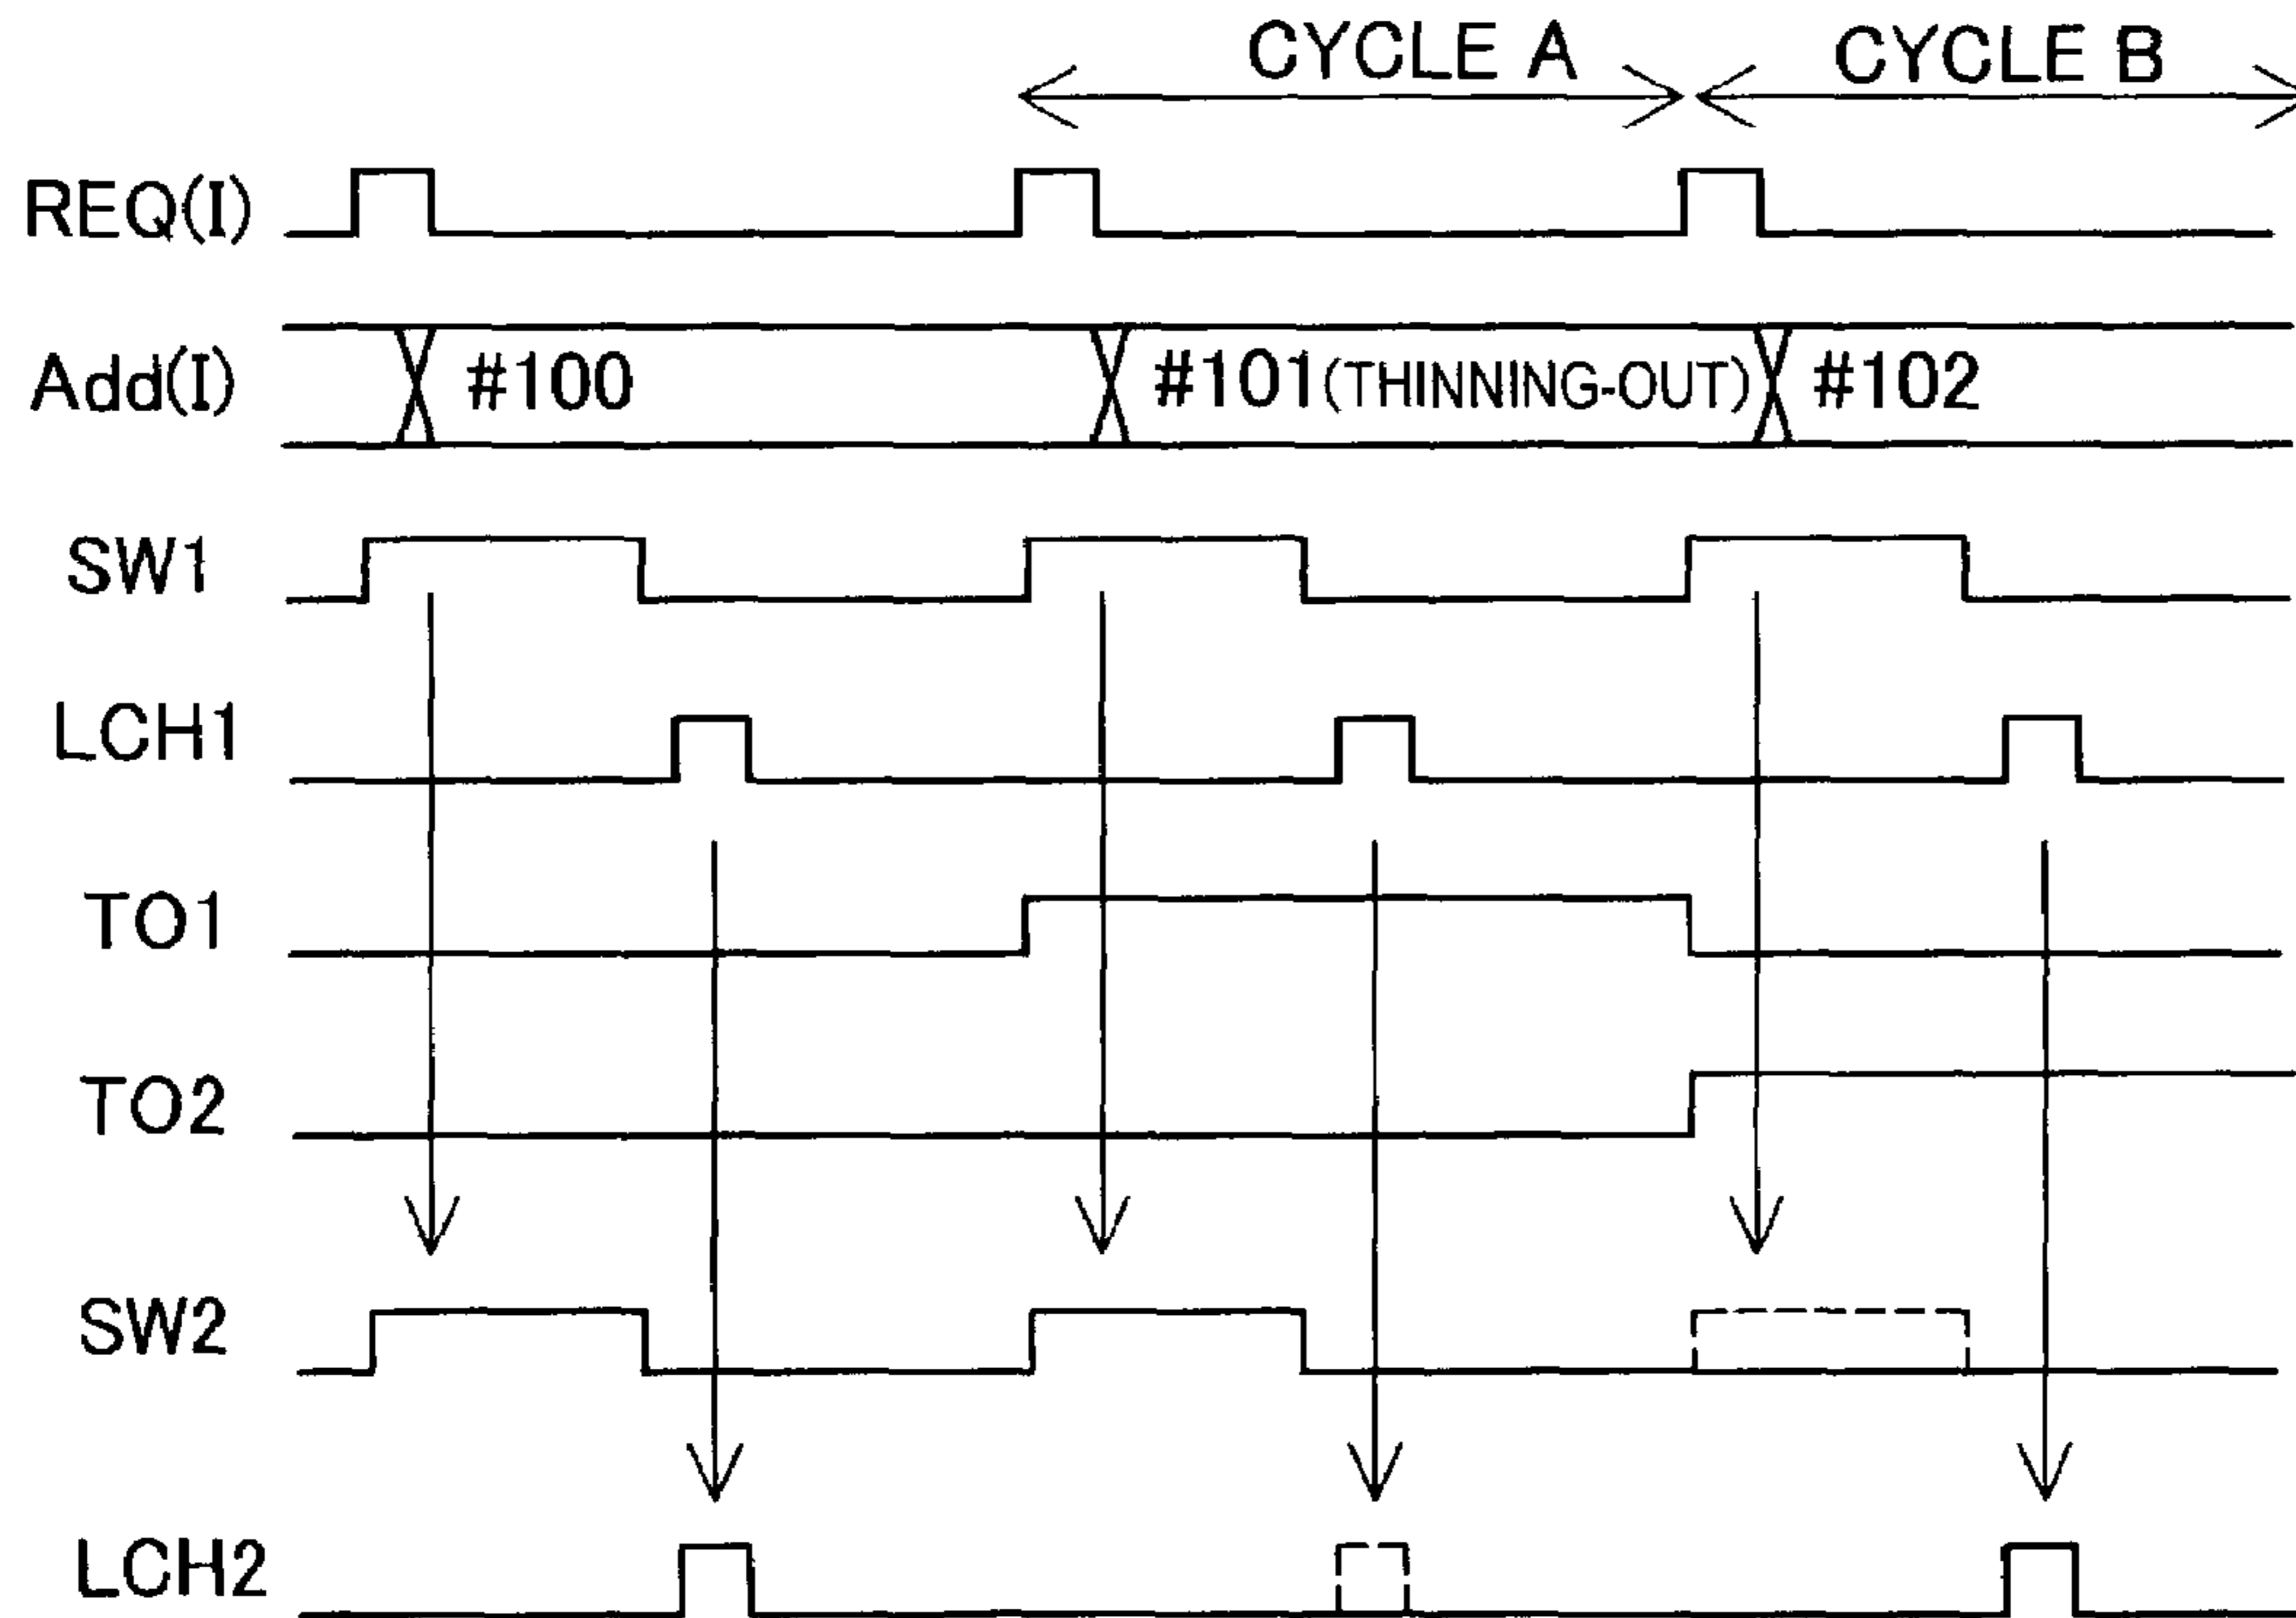 CYCLE A CYCLE B
REQ(I)
Add(I) #100 #101(THINNING-OUT) #102
SW1
LCH1
TO1
TO2
SW2
LCH2